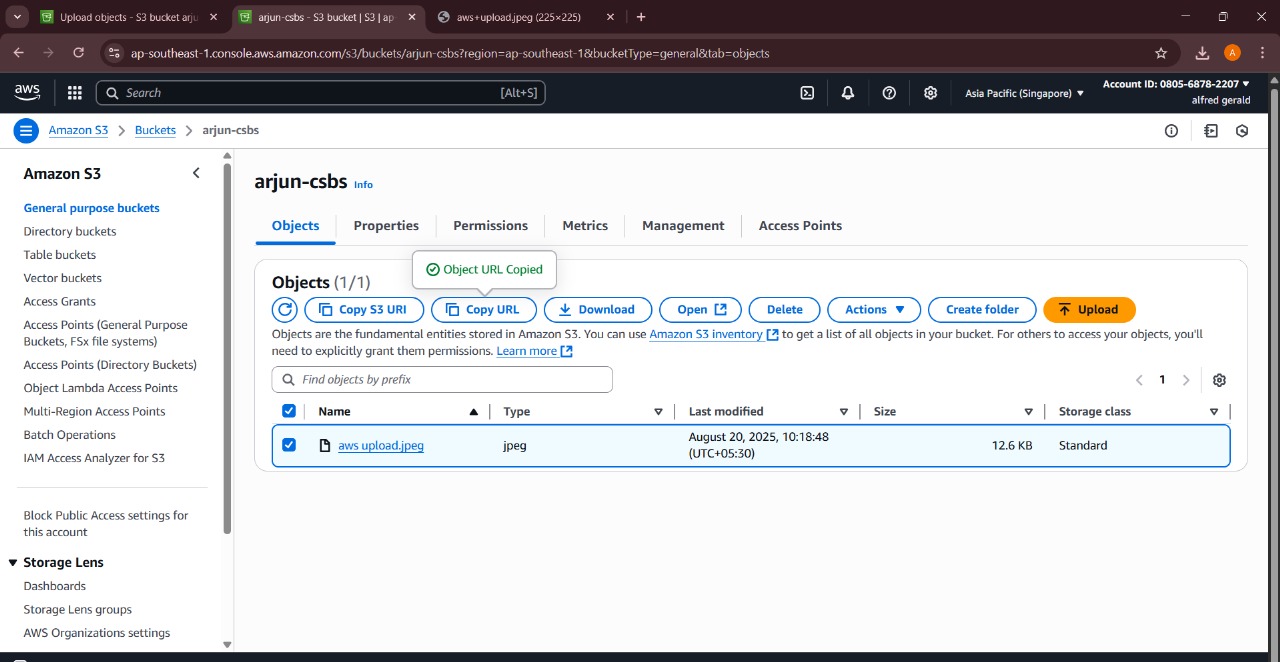 Upload objects - S3 bucket arju
arjun-csbs - S3 bucket | S3 | ap
aws+upload.jpeg (225×225)
ap-southeast-1.console.aws.amazon.com/s3/buckets/arjun-csbs?region=ap-southeast-1&bucketType=general&tab=objects
A
aws
Search
[Alt+S]
Asia Pacific (Singapore)
Account ID: 0805-6878-2207
alfred gerald
Amazon S3
Buckets
arjun-csbs
Amazon S3
General purpose buckets
Directory buckets
Table buckets
Vector buckets
Access Grants
Access Points (General Purpose
Buckets, FSx file systems)
Access Points (Directory Buckets)
Object Lambda Access Points
Multi-Region Access Points
Batch Operations
IAM Access Analyzer for S3
Block Public Access settings for
this account
Storage Lens
Dashboards
Storage Lens groups
AWS Organizations settings
arjun-csbs Info
Objects
Properties
Permissions
Metrics
Management
Access Points
Object URL Copied
Objects (1/1)
Copy S3 URI
Copy URL
Download
Open
Delete
Actions
Create folder
Upload
Objects are the fundamental entities stored in Amazon S3. You can use Amazon S3 inventory to get a list of all objects in your bucket. For others to access your objects, you'll
need to explicitly grant them permissions. Learn more
Find objects by prefix
1
Name
Type
Last modified
Size
Storage class
aws upload.jpeg
jpeg
August 20, 2025, 10:18:48
(UTC+05:30)
12.6 KB
Standard